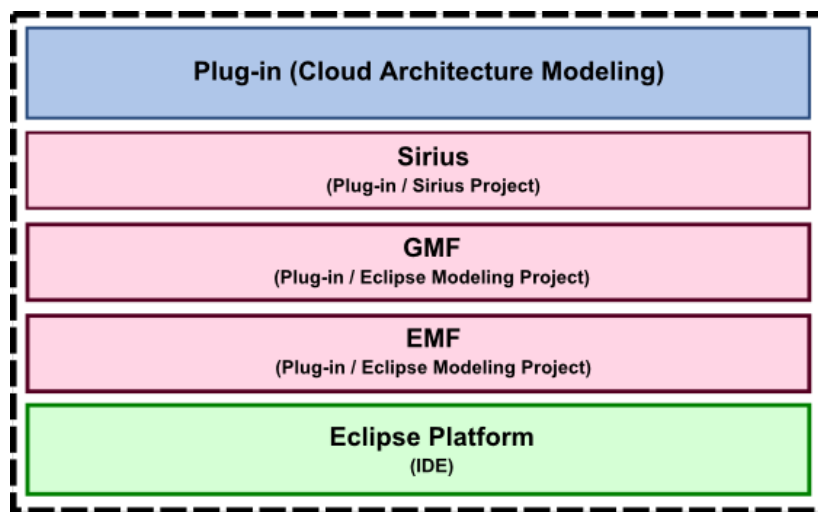 Plug-in (Cloud Architecture Modeling)
Sirius
(Plug-in / Sirius Project)
GMF
(Plug-in / Eclipse Modeling Project)
EMF
(Plug-in / Eclipse Modeling Project)
Eclipse Platform
(IDE)